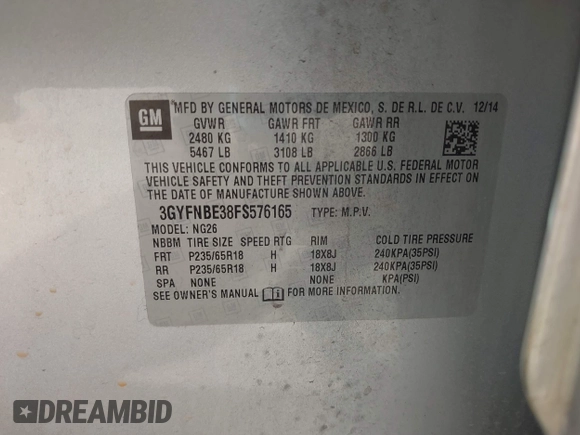 GM
MFD BY GENERAL MOTORS DE MEXICO, S. DE R.L. DE C.V. 12/14
GVWR GAWR FRT GAWR RR
2480 KG 1410 KG 1300 KG
5467 LB 3108 LB 2866 LB
THIS VEHICLE CONFORMS TO ALL APPLICABLE U.S. FEDERAL MOTOR
VEHICLE SAFETY AND THEFT PREVENTION STANDARDS IN EFFECT ON
THE DATE OF MANUFACTURE SHOWN ABOVE.
3GYFNBE38FS576165 TYPE: M.P.V.
MODEL: NG26
NBBM TIRE SIZE SPEED RTG RIM COLD TIRE PRESSURE
FRT P235/65R18 H 18X8J 240KPA(35PSI)
RR P235/65R18 H 18X8J 240KPA(35PSI)
SPA NONE NONE KPA(PSI)
SEE OWNER'S MANUAL FOR MORE INFORMATION.
DREAMBID